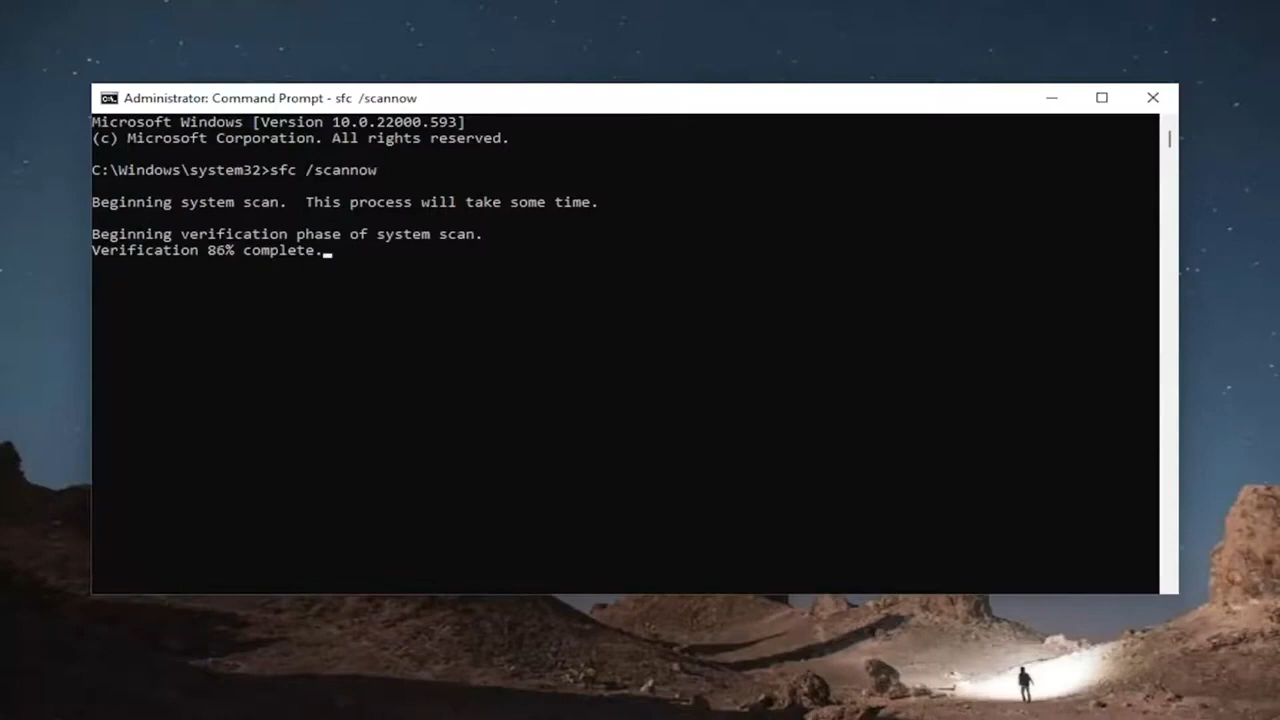 Administrator: Command Prompt - sfc /scannow
Microsoft Windows [Version 10.0.22000.593]
(c) Microsoft Corporation. All rights reserved.
C:\Windows\system32>sfc /scannow
Beginning system scan.  This process will take some time.
Beginning verification phase of system scan.
Verification 86% complete.